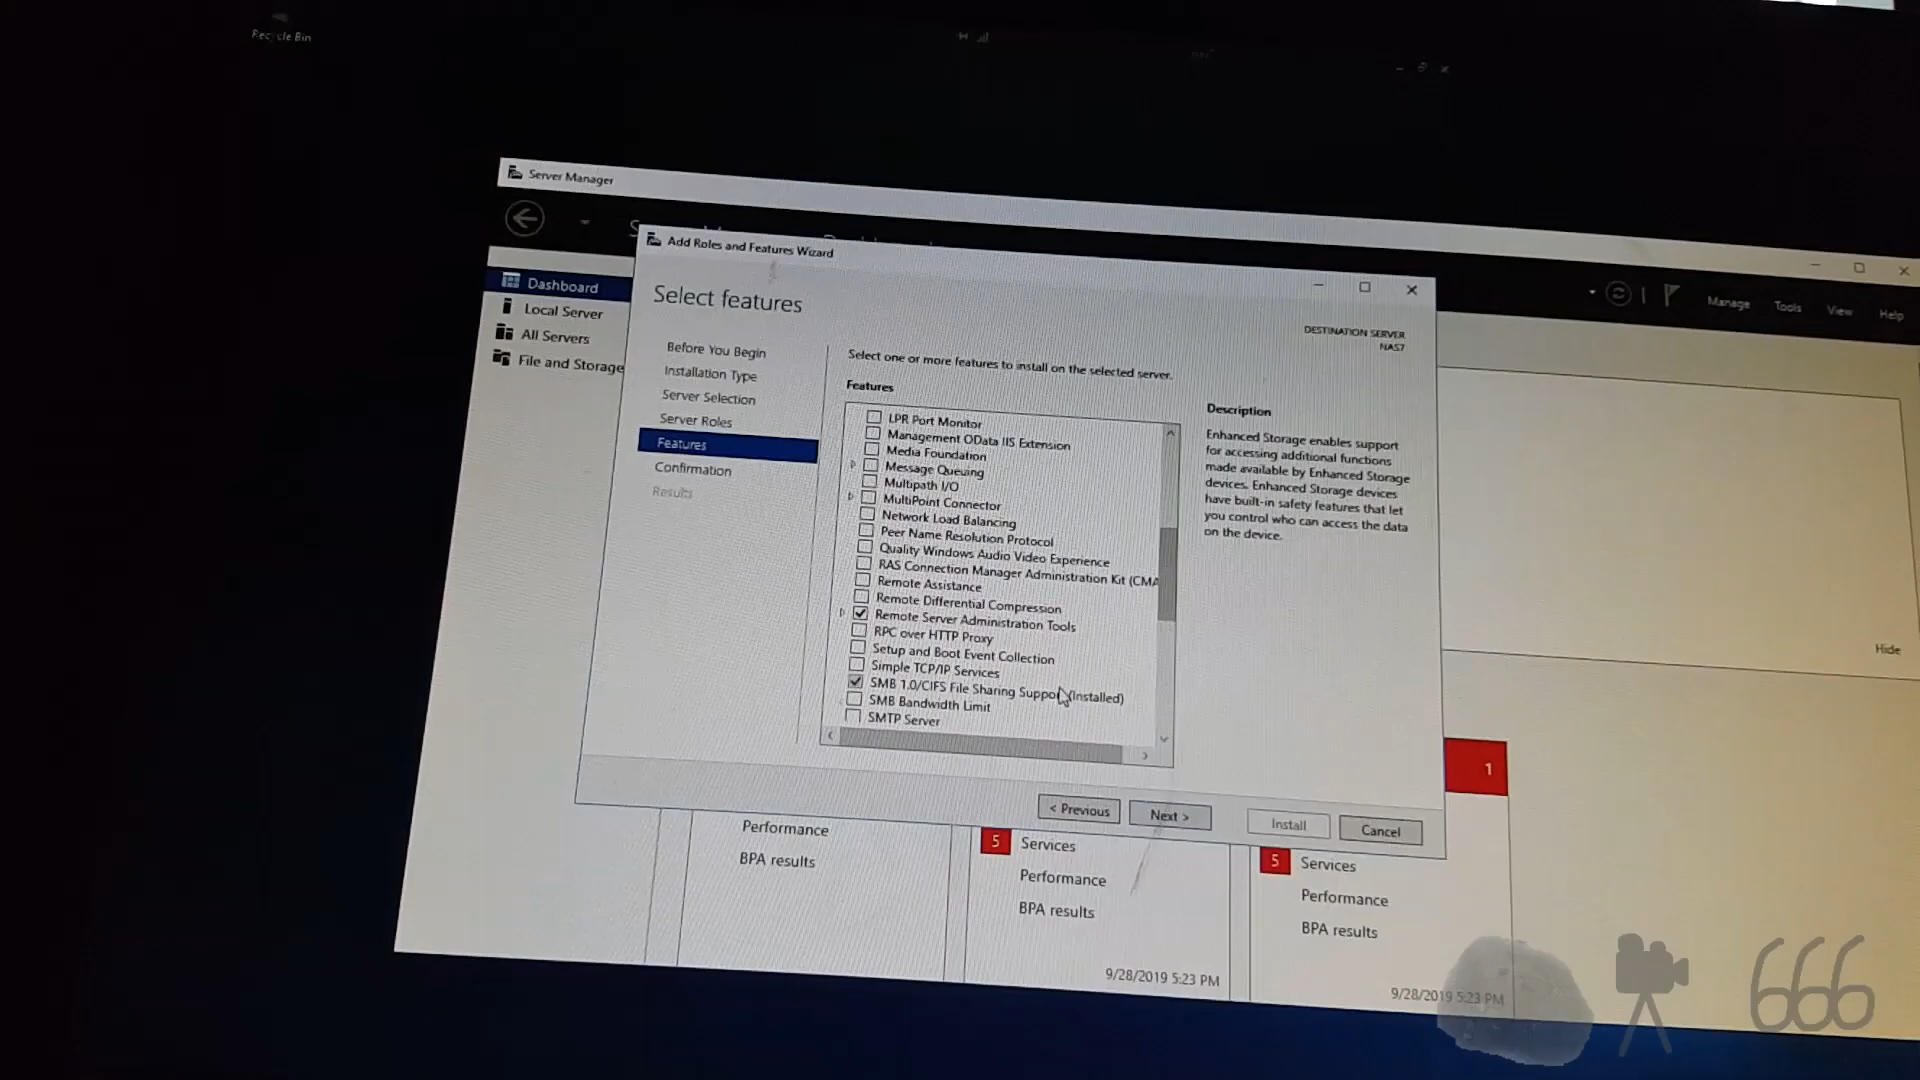 Recycle Bin
Server Manager
Add Roles and Features Wizard
Manage
Tools
View
Help
Dashboard
Local Server
All Servers
File and Storage
Select features
DESTINATION SERVER
NAS7
Before You Begin
Installation Type
Server Selection
Server Roles
Features
Confirmation
Results
Select one or more features to install on the selected server.
Features
LPR Port Monitor
Management OData IIS Extension
Media Foundation
Message Queuing
Multipath I/O
MultiPoint Connector
Network Load Balancing
Peer Name Resolution Protocol
Quality Windows Audio Video Experience
RAS Connection Manager Administration Kit (CMA
Remote Assistance
Remote Differential Compression
Remote Server Administration Tools
RPC over HTTP Proxy
Setup and Boot Event Collection
Simple TCP/IP Services
SMB 1.0/CIFS File Sharing Suppo (Installed)
SMB Bandwidth Limit
SMTP Server
Description
Enhanced Storage enables support
for accessing additional functions
made available by Enhanced Storage
devices. Enhanced Storage devices
have built-in safety features that let
you control who can access the data
on the device.
Hide
< Previous
Next >
Install
Cancel
1
Performance
BPA results
5 Services
Performance
BPA results
9/28/2019 5:23 PM
5 Services
Performance
BPA results
9/28/2019 5:23 PM
666